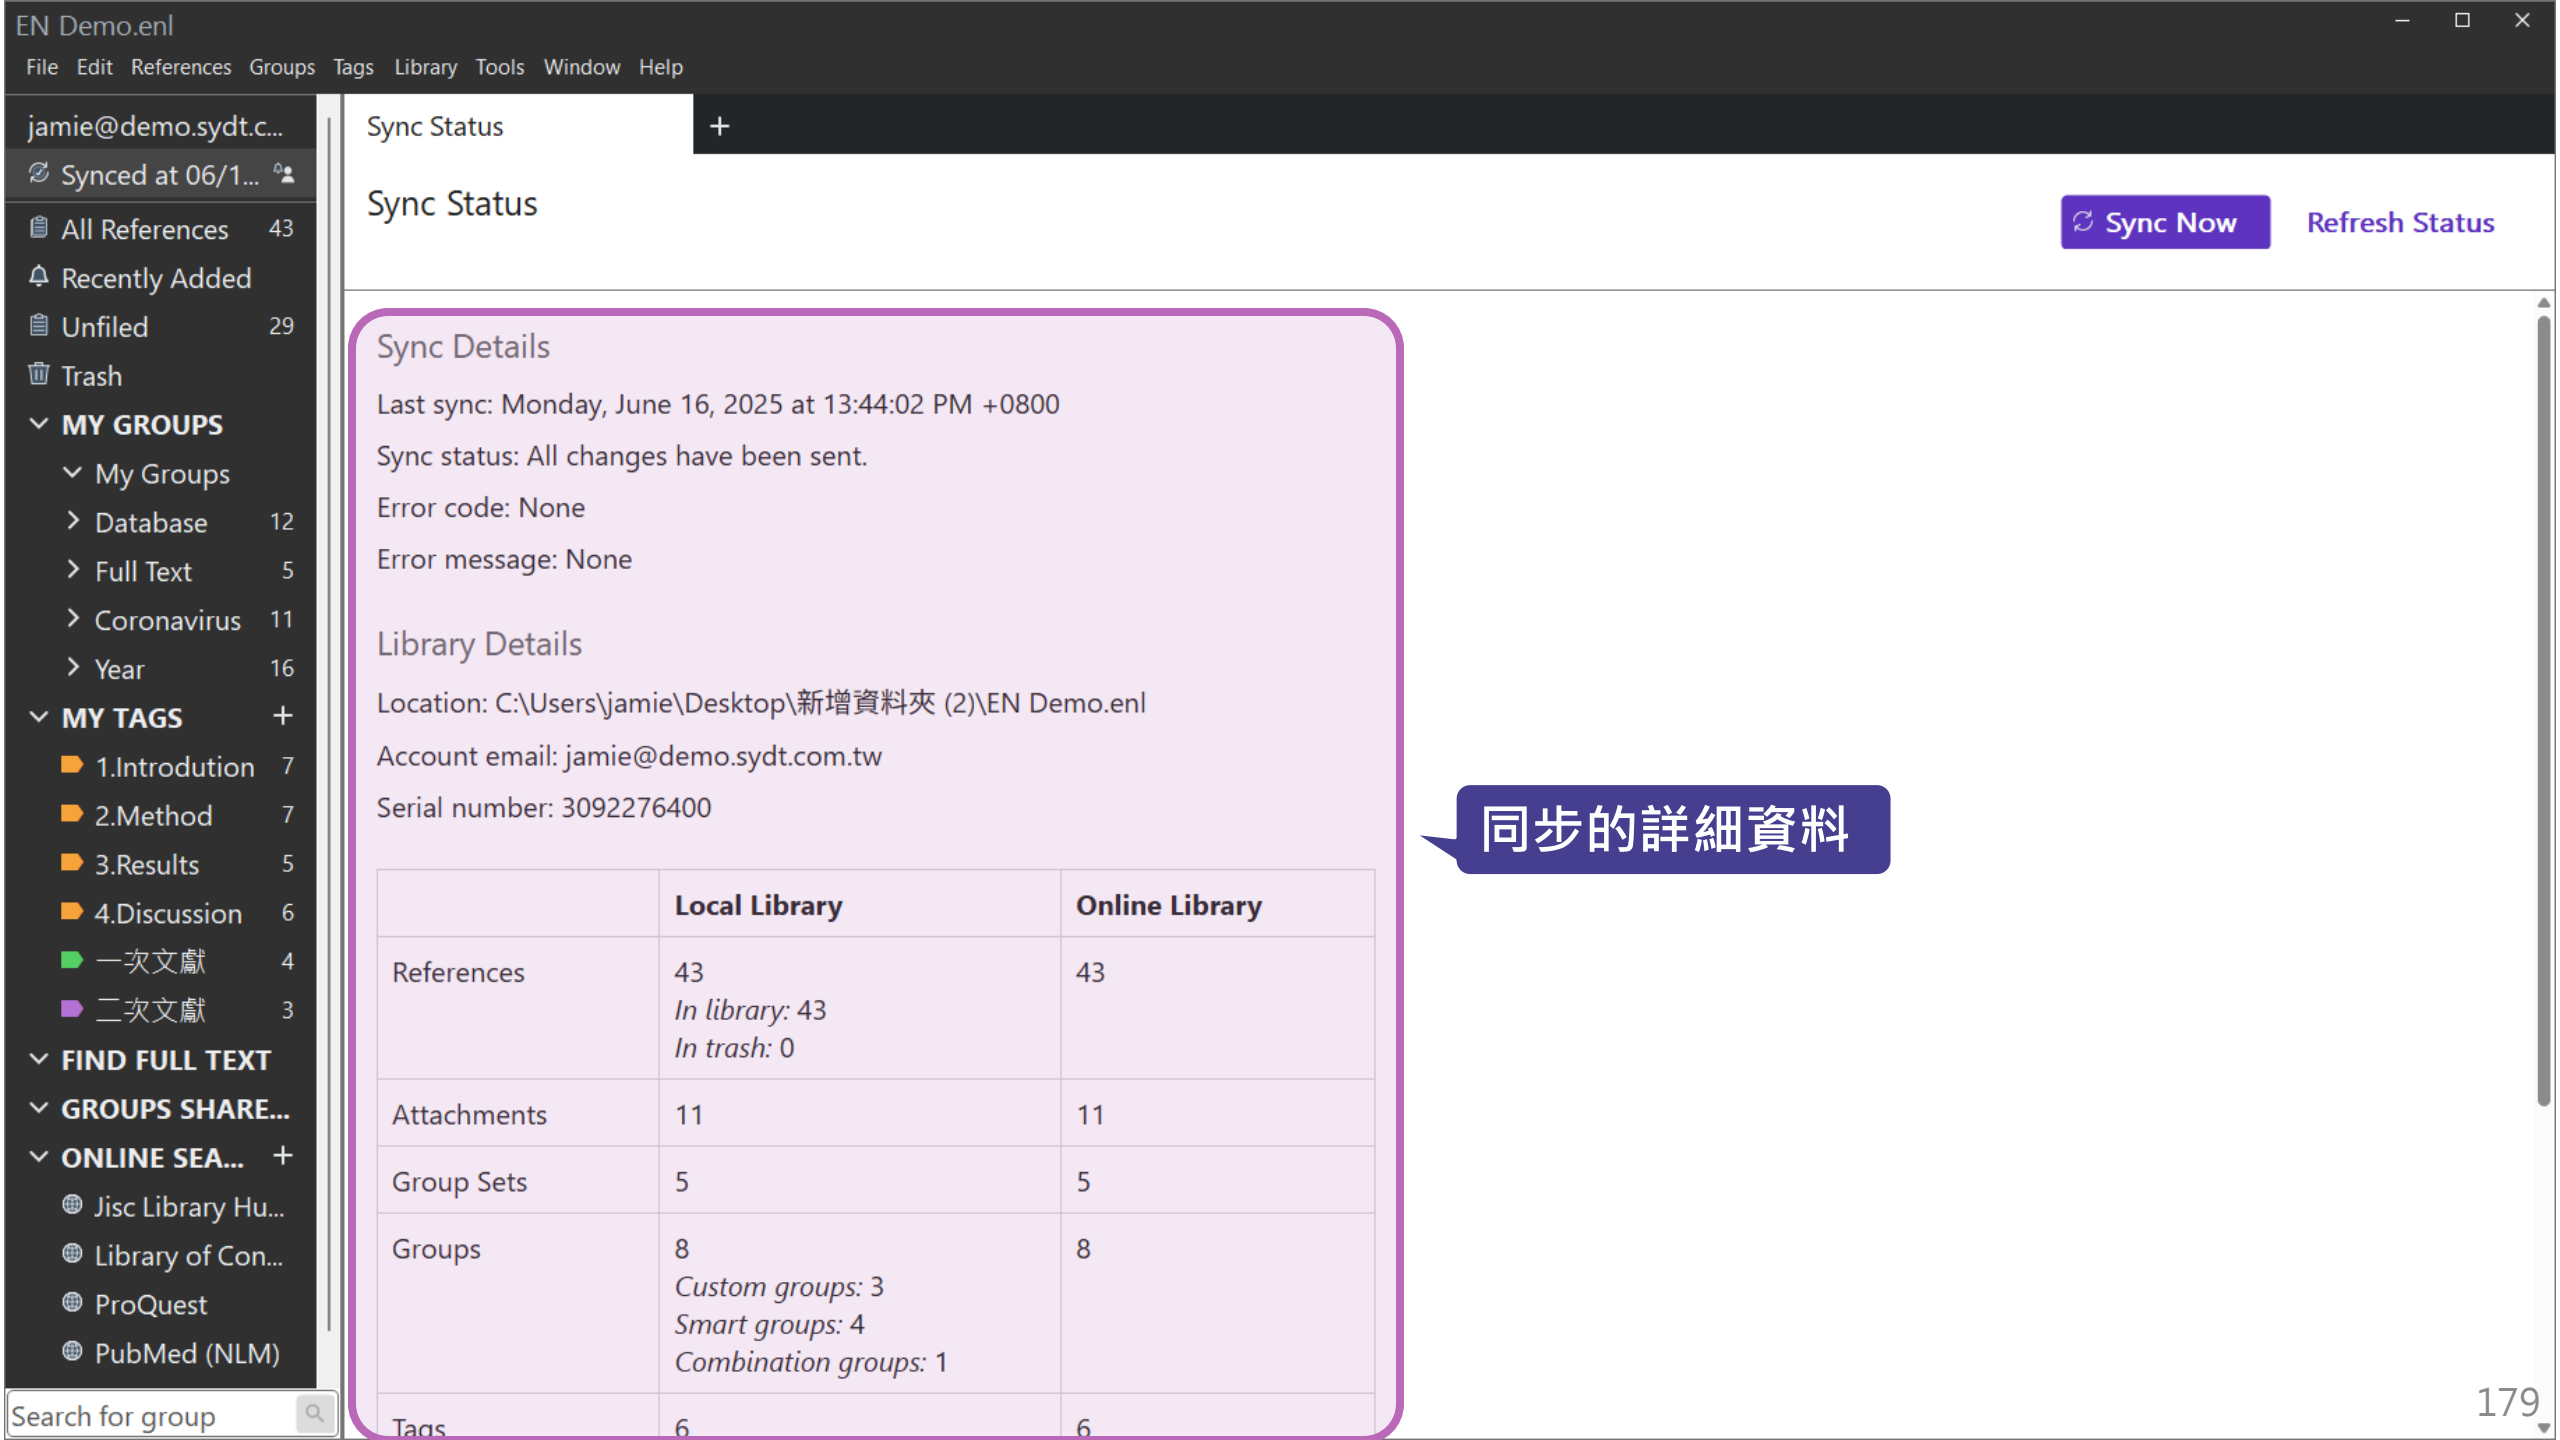 EN Demo.enl
File Edit References Groups Tags Library Tools Window Help
jamie@demo.sydt.c...
Synced at 06/1...
All References 43
Recently Added
Unfiled 29
Trash
MY GROUPS
My Groups
Database 12
Full Text 5
Coronavirus 11
Year 16
MY TAGS +
1.Introdution 7
2.Method 7
3.Results 5
4.Discussion 6
一次文獻 4
二次文獻 3
FIND FULL TEXT
GROUPS SHARE...
ONLINE SEA... +
Jisc Library Hu...
Library of Con...
ProQuest
PubMed (NLM)
Search for group
Sync Status +
Sync Status
Sync Now Refresh Status
Sync Details
Last sync: Monday, June 16, 2025 at 13:44:02 PM +0800
Sync status: All changes have been sent.
Error code: None
Error message: None
Library Details
Location: C:\Users\jamie\Desktop\新增資料夾 (2)\EN Demo.enl
Account email: jamie@demo.sydt.com.tw
Serial number: 3092276400
Local Library Online Library
References 43 43
In library: 43
In trash: 0
Attachments 11 11
Group Sets 5 5
Groups 8 8
Custom groups: 3
Smart groups: 4
Combination groups: 1
Tags 6 6
同步的詳細資料
179